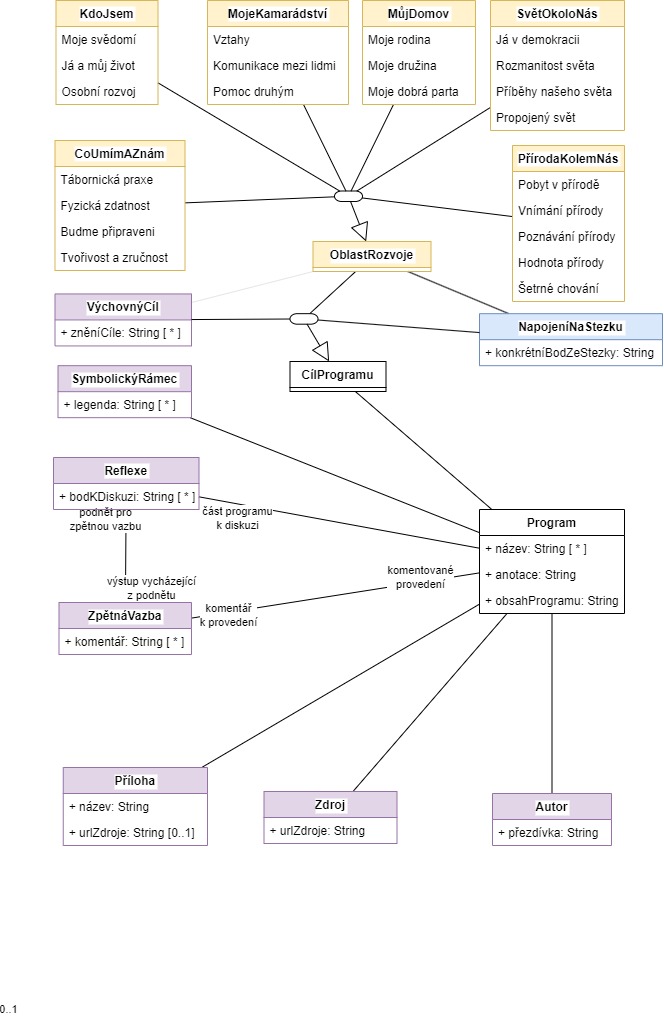 KdoJsem
Moje svědomí
Já a můj život
Osobní rozvoj
MojeKamarádství
Vztahy
Komunikace mezi lidmi
Pomoc druhým
MůjDomov
Moje rodina
Moje družina
Moje dobrá parta
SvětOkoloNás
Já v demokracii
Rozmanitost světa
Příběhy našeho světa
Propojený svět
CoUmímAZnám
Tábornická praxe
Fyzická zdatnost
Budme připraveni
Tvořivost a zručnost
PřírodaKolemNás
Pobyt v přírodě
Vnímání přírody
Poznávání přírody
Hodnota přírody
Šetrné chování
OblastRozvoje
VýchovnýCíl
+ zněníCíle: String [ * ]
NapojeníNaStezku
+ konkrétníBodZeStezky: String
CílProgramu
SymbolickýRámec
+ legenda: String [ * ]
Reflexe
+ bodKDiskuzi: String [ * ]
podnět pro
zpětnou vazbu
část programu
k diskuzi
Program
+ název: String [ * ]
+ anotace: String
+ obsahProgramu: String
komentované
provedení
výstup vycházející
z podnětu
komentář
k provedení
ZpětnáVazba
+ komentář: String [ * ]
Příloha
+ název: String
+ urlZdroje: String [0..1]
Zdroj
+ urlZdroje: String
Autor
+ přezdívka: String
0..1